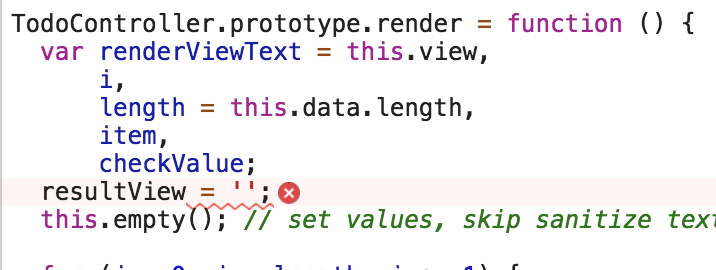 TodoController.prototype.render = function () {
var renderViewText = this.view,
i,
length = this.data.length,
item,
checkValue;
resultView = '';
this.empty(); // set values, skip sanitize